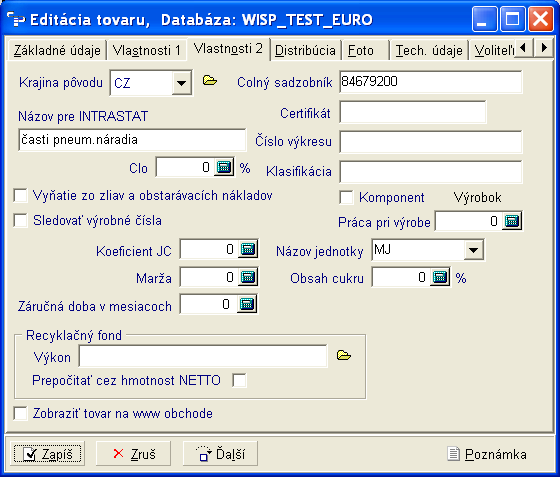 Editácia tovaru, Databáza: WISP_TEST_EURO
Základné údaje Vlastnosti 1 Vlastnosti 2 Distribúcia Foto Tech. údaje
Krajina pôvodu CZ Colný sadzobník 84679200
Názov pre INTRASTAT Certifikát
časti pneum.náradia Číslo výkresu
Clo 0 % Klasifikácia
Vyňatie zo zliav a obstarávacích nákladov Komponent Výrobok
Sledovať výrobné čísla Práca pri výrobe 0
Koeficient JC 0 Názov jednotky MJ
Marža 0 Obsah cukru 0 %
Záručná doba v mesiacoch 0
Recyklačný fond
Výkon
Prepočítať cez hmotnost NETTO
Zobraziť tovar na www obchode
Zapíš Zruš Ďalší Poznámka